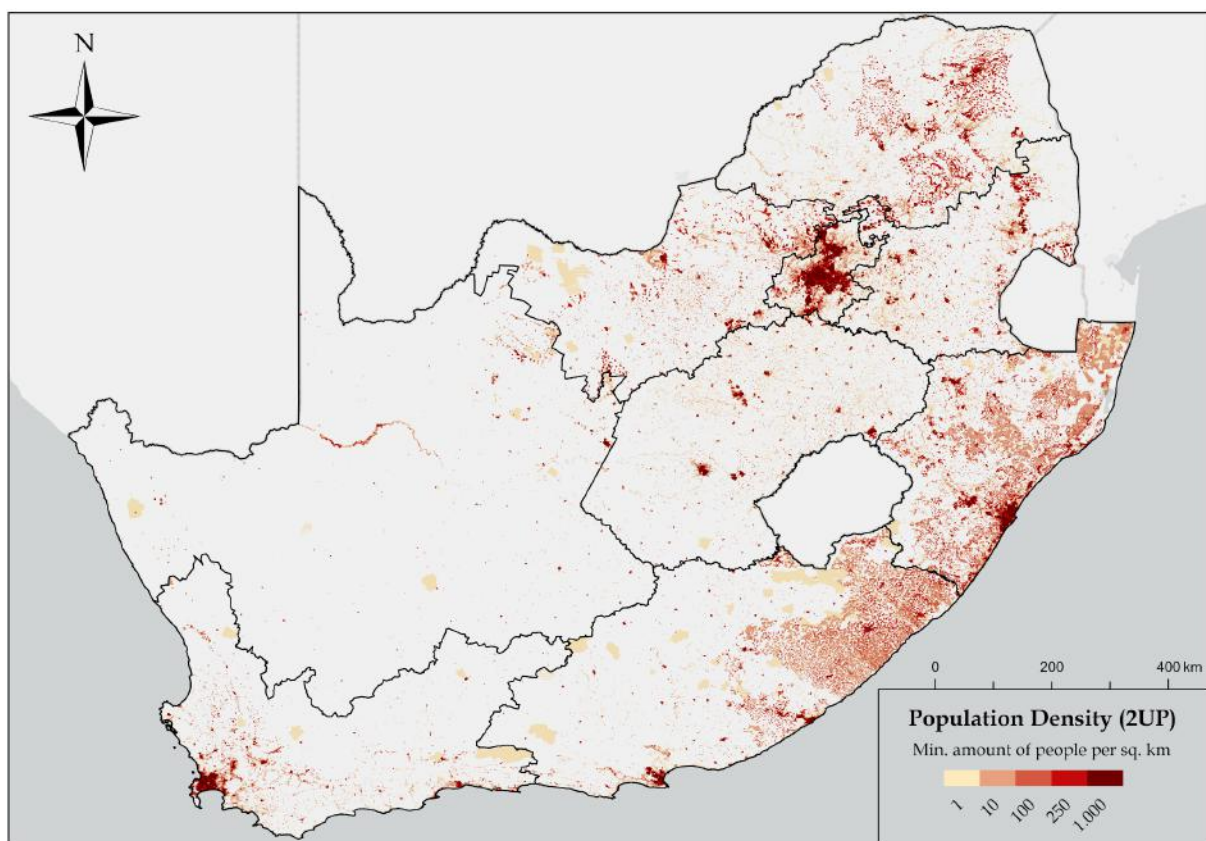 N
0 200 400 km
Population Density (2UP)
Min. amount of people per sq. km
1 10 100 250 1.000